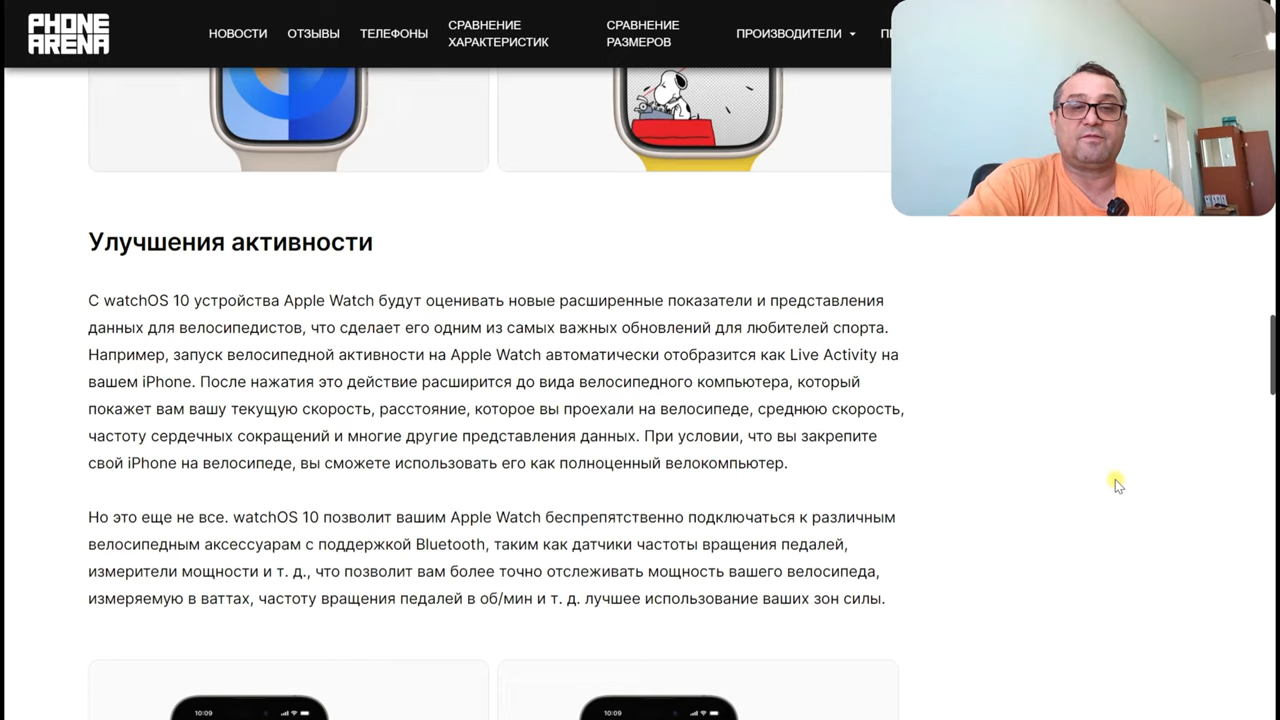 PHONE
ARENA
НОВОСТИ
ОТЗЫВЫ
ТЕЛЕФОНЫ
СРАВНЕНИЕ
ХАРАКТЕРИСТИК
СРАВНЕНИЕ
РАЗМЕРОВ
ПРОИЗВОДИТЕЛИ
Улучшения активности
С watchOS 10 устройства Apple Watch будут оценивать новые расширенные показатели и представления
данных для велосипедистов, что сделает его одним из самых важных обновлений для любителей спорта.
Например, запуск велосипедной активности на Apple Watch автоматически отобразится как Live Activity на
вашем iPhone. После нажатия это действие расширится до вида велосипедного компьютера, который
покажет вам вашу текущую скорость, расстояние, которое вы проехали на велосипеде, среднюю скорость,
частоту сердечных сокращений и многие другие представления данных. При условии, что вы закрепите
свой iPhone на велосипеде, вы сможете использовать его как полноценный велокомпьютер.
Но это еще не все. watchOS 10 позволит вашим Apple Watch беспрепятственно подключаться к различным
велосипедным аксессуарам с поддержкой Bluetooth, таким как датчики частоты вращения педалей,
измерители мощности и т. д., что позволит вам более точно отслеживать мощность вашего велосипеда,
измеряемую в ваттах, частоту вращения педалей в об/мин и т. д. лучшее использование ваших зон силы.
10:09
10:09